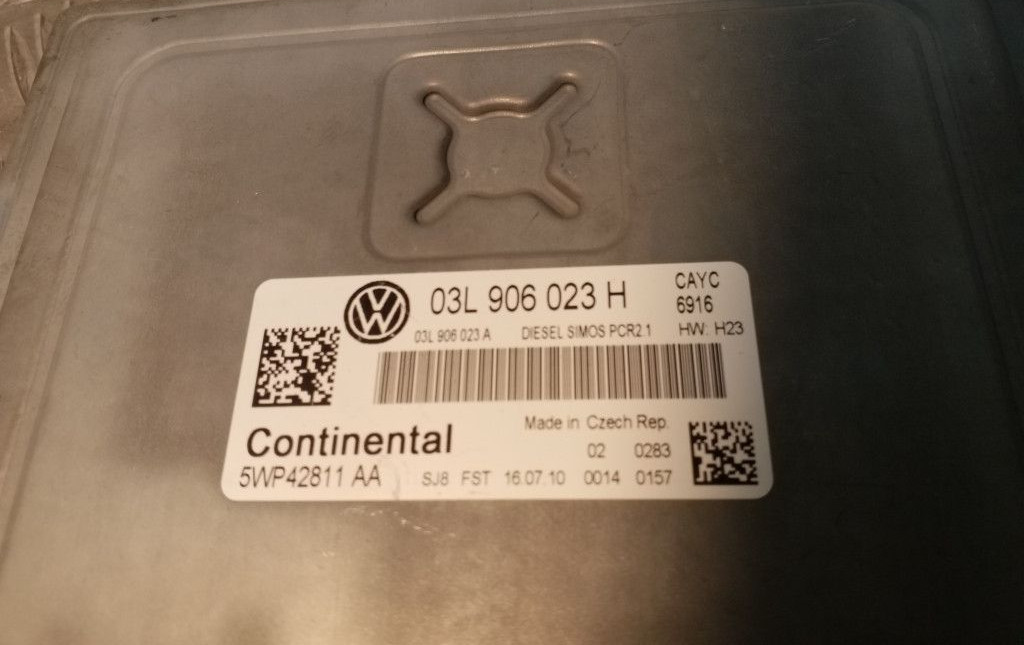 03L 906 023 H
CAYC
6916
03L 906 023 A DIESEL SIMOS PCR2.1 HW: H23
Made in Czech Rep.
Continental
02 0283
5WP42811 AA SJ8 FST 16.07.10 0014 0157